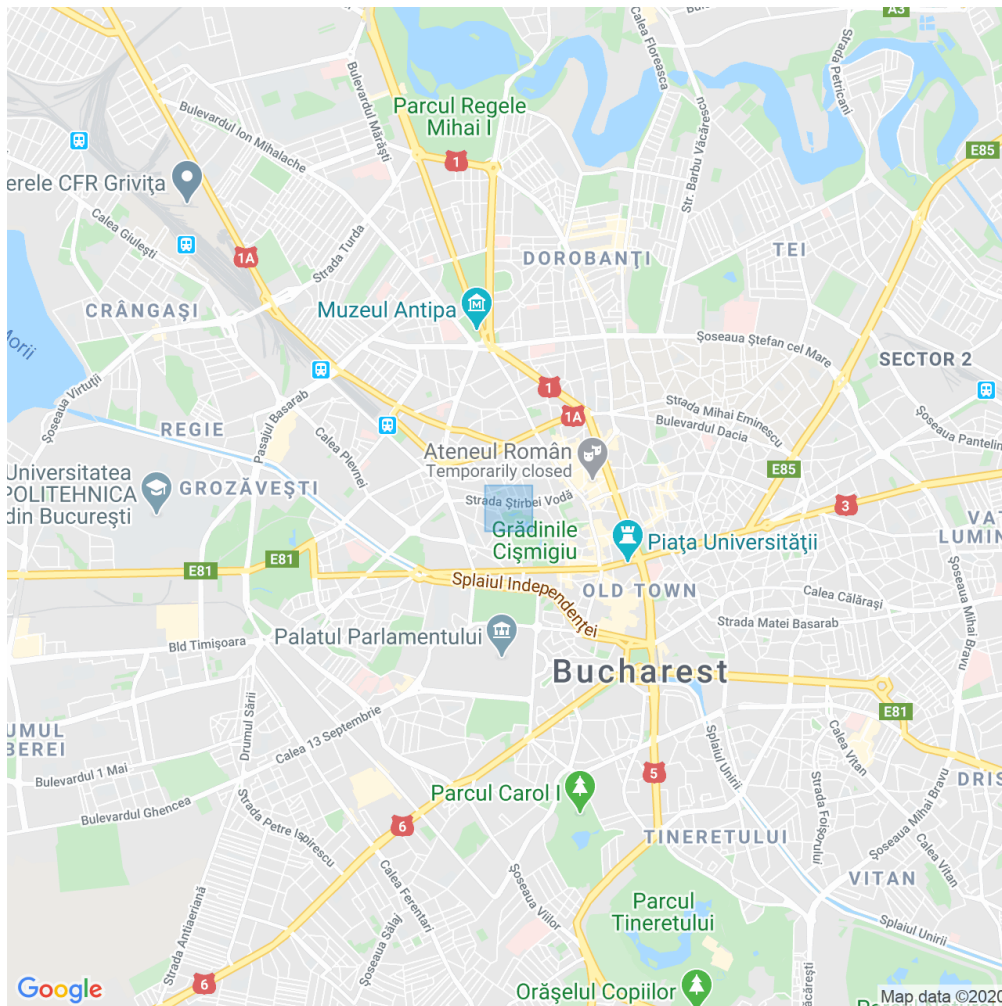 A3
Calea Floreasca
Strada Petricani
Bulevardul Mărăști
Parcul Regele
Mihai I
Bulevardul Ion Mihalache
Str. Barbu Văcăresc
1
E85
erele CFR Grivița
Calea Giulești
Strada Turda
1A
DOROBANȚI
TEI
CRÂNGAȘI
Muzeul Antipa
Morii
Șoseaua Ștefan cel Mare
SECTOR 2
Șoseaua Virtuții
1
Pasajul Basarab
1A
Strada Mihai Eminescu
Bulevardul Dacia
Șoseaua Pantelin
REGIE
Calea Plevnei
Ateneul Român
Temporarily closed
E85
Universitatea
POLITEHNICA
din București
GROZĂVEȘTI
Strada Știrbei Vodă
3
Grădinile
Cișmigiu
Piața Universității
VAT
LUMIN
E81
E81
Splaiul Independenței
OLD TOWN
Calea Călărași
Șoseaua Mihai Bravu
Strada Matei Basarab
Bld Timișoara
Palatul Parlamentului
Bucharest
Drumul Sării
E81
UMUL
BEREI
Calea 13 Septembrie
Splaiul Unirii
Calea Vitan
Bulevardul 1 Mai
5
DRIS
Parcul Carol I
Bulevardul Ghencea
Strada Petre Ispirescu
6
TINERETULUI
Strada Foișorului
Șoseaua Mihai Bravu
Calea Vitan
Calea Ferentari
VITAN
Șoseaua Viilor
Parcul
Tineretului
Strada Antiaeriană
Șoseaua Sălaj
Splaiul Unirii
6
Orășelul Copiilor
Văcărești
Google
Map data ©2020